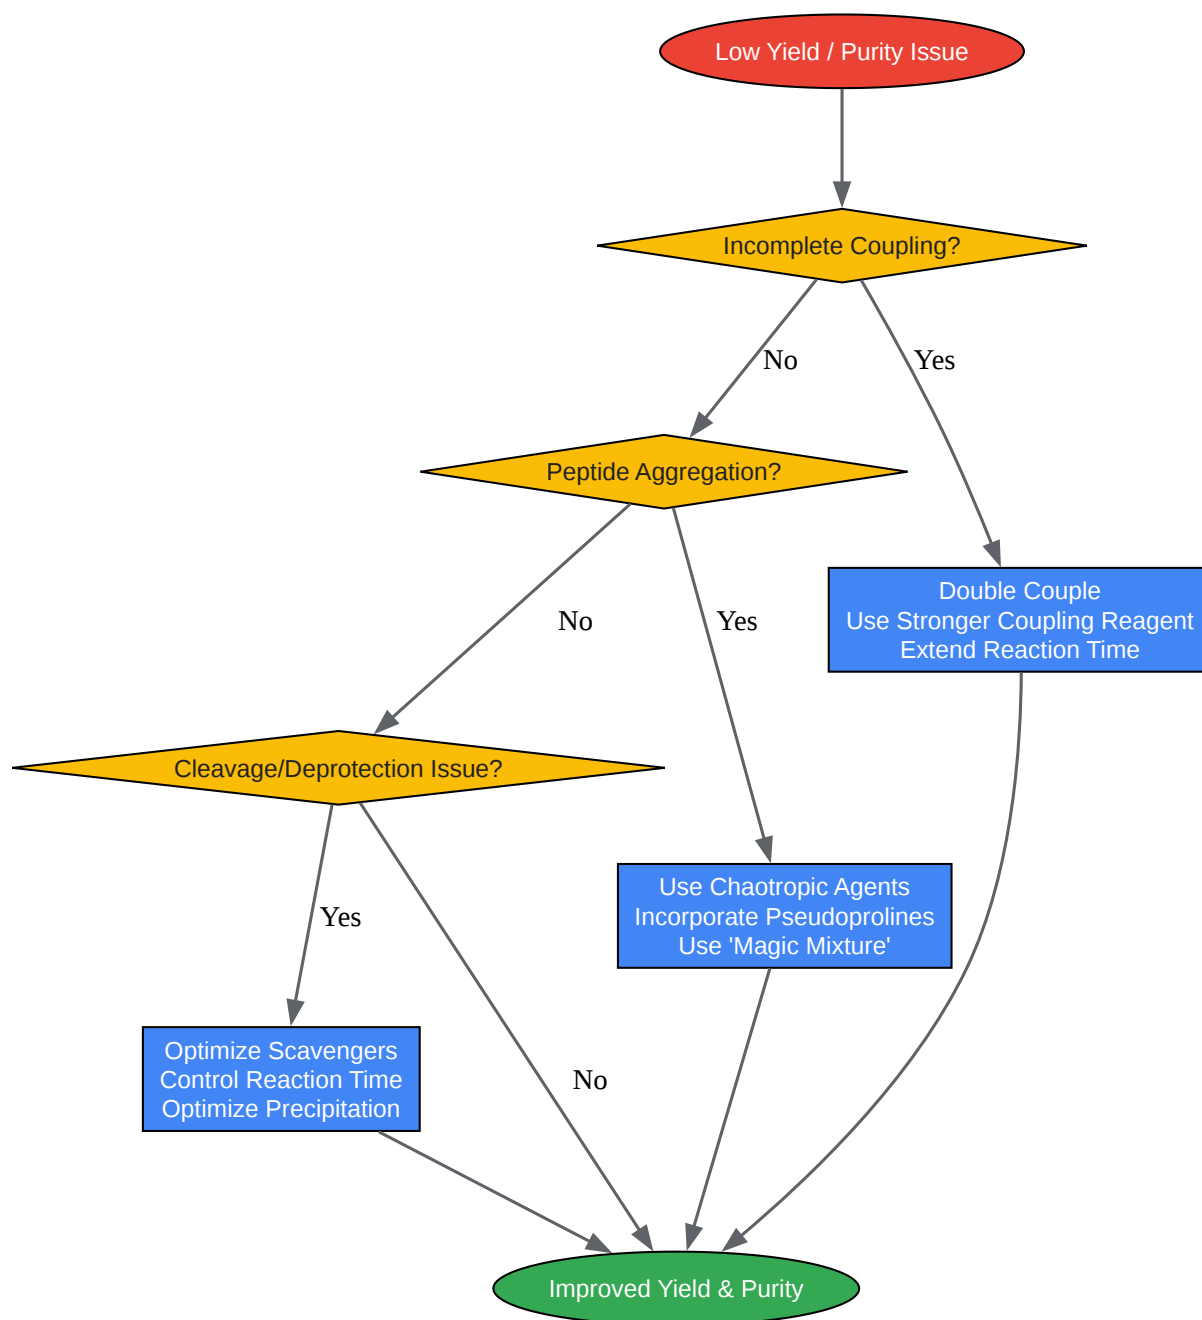 Low Yield / Purity Issue
Incomplete Coupling?
No
Yes
Peptide Aggregation?
Double Couple
Use Stronger Coupling Reagent
Extend Reaction Time
No
Yes
Cleavage/Deprotection Issue?
Use Chaotropic Agents
Incorporate Pseudoprolines
Use 'Magic Mixture'
Yes
No
Optimize Scavengers
Control Reaction Time
Optimize Precipitation
Improved Yield & Purity